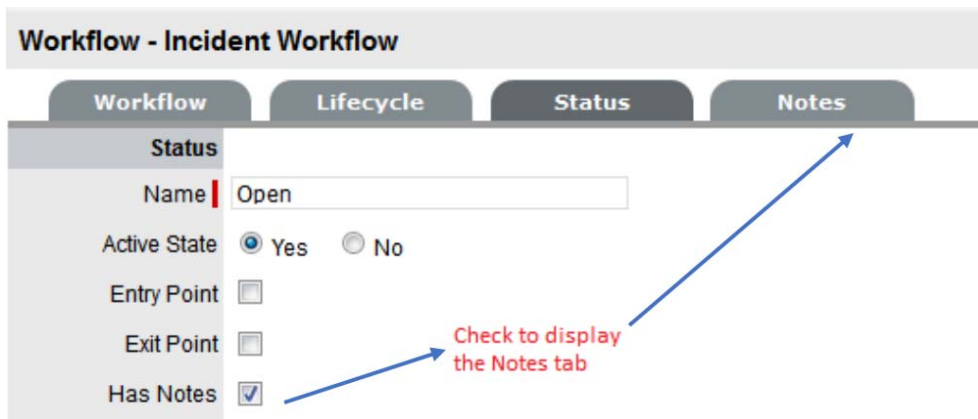 Workflow - Incident Workflow
Workflow Lifecycle Status Notes
Status
Name Open
Active State Yes No
Entry Point
Exit Point
Check to display
the Notes tab
Has Notes